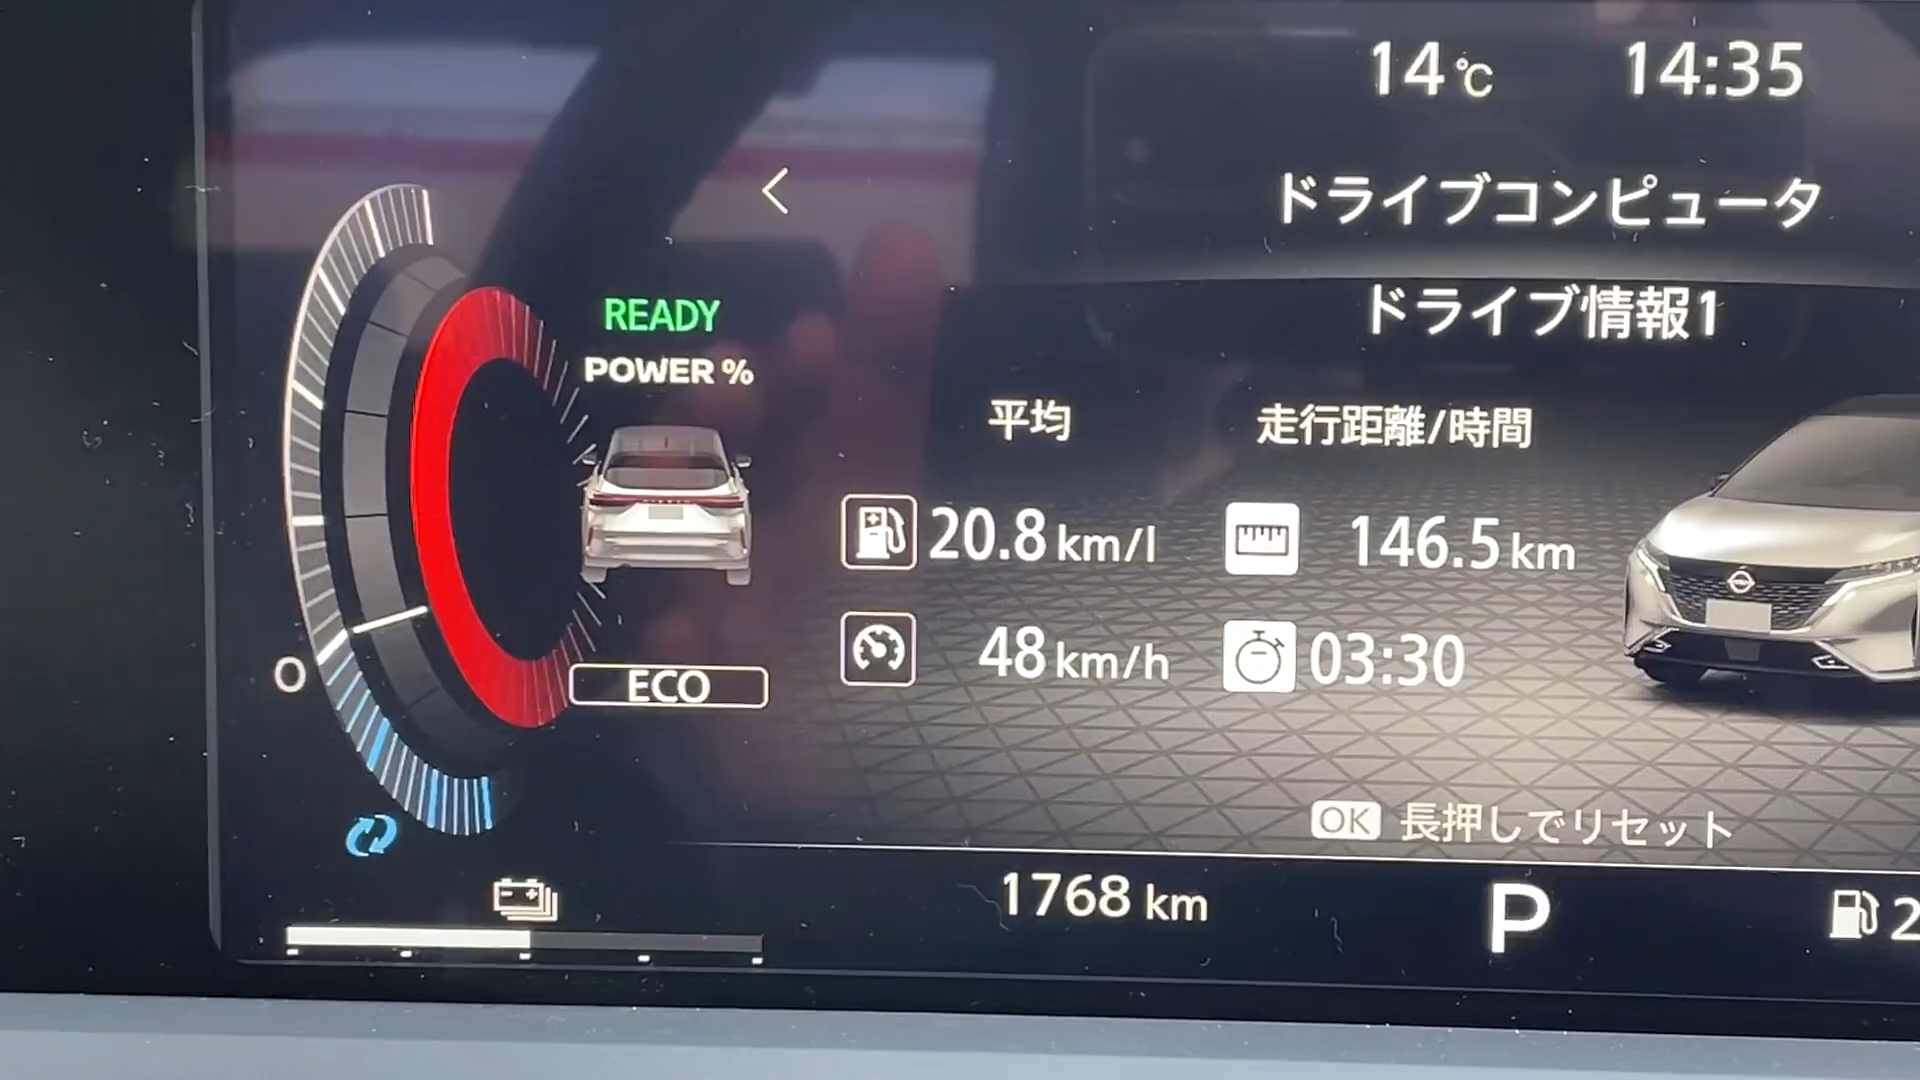 14℃ 14:35
ドライブコンピュータ
ドライブ情報1
READY
POWER %
平均 走行距離/時間
20.8 km/l 146.5 km
48 km/h 03:30
ECO
O
OK 長押しでリセット
1768 km P 2